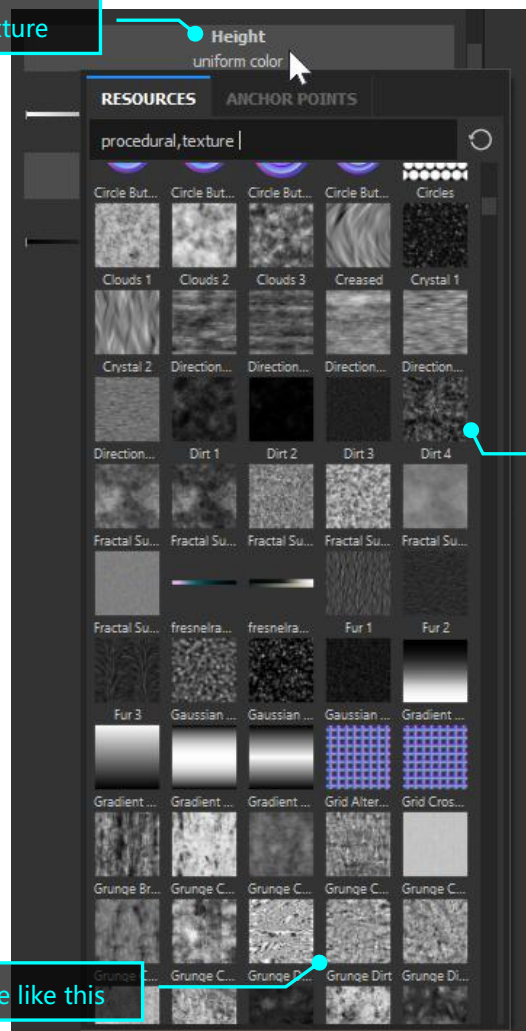 xture
Height
uniform color
RESOURCES ANCHOR POINTS
procedural,texture
Circle But... Circle But... Circle But... Circle But... Circles
Clouds 1 Clouds 2 Clouds 3 Creased Crystal 1
Crystal 2 Direction... Direction... Direction... Direction...
Direction... Dirt 1 Dirt 2 Dirt 3 Dirt 4
Fractal Su... Fractal Su... Fractal Su... Fractal Su... Fractal Su...
Fractal Su... fresnelra... fresnelra... Fur 1 Fur 2
Fur 3 Gaussian ... Gaussian ... Gaussian ... Gradient ...
Gradient ... Gradient ... Gradient ... Grid Alter... Grid Cros...
Grunge Br... Grunge C... Grunge C... Grunge C... Grunge C...
Grunge C... Grunge C... Grunge D... Grunge Dirt Grunge Di...
e like this